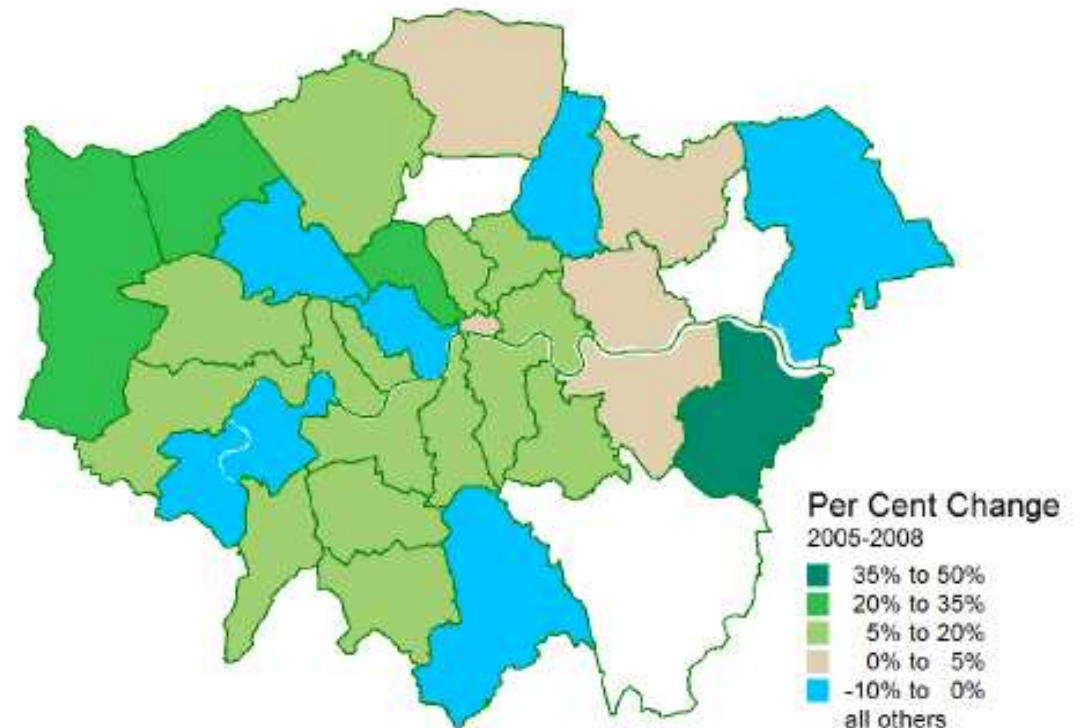 Per Cent Change
2005-2008
35% to 50%
20% to 35%
5% to 20%
0% to 5%
-10% to 0%
all others